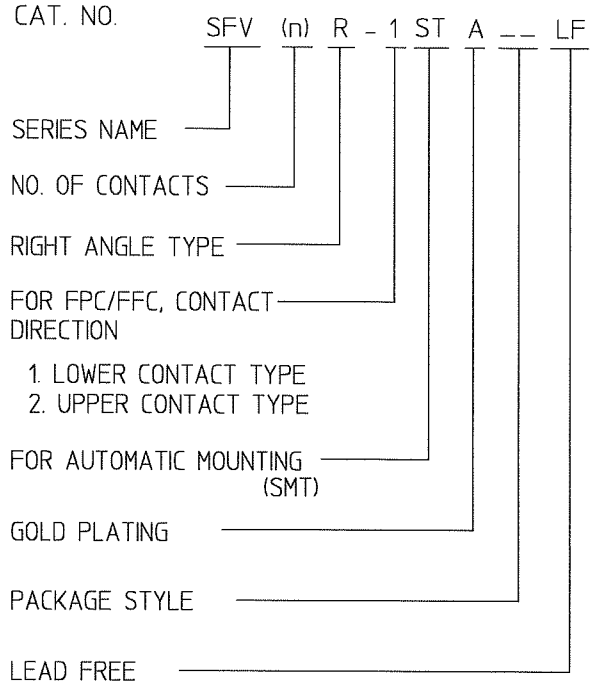 CAT. NO.
SFV (n) R - 1 ST A __ LF
SERIES NAME
NO. OF CONTACTS
RIGHT ANGLE TYPE
FOR FPC/FFC, CONTACT
DIRECTION
1. LOWER CONTACT TYPE
2. UPPER CONTACT TYPE
FOR AUTOMATIC MOUNTING
(SMT)
GOLD PLATING
PACKAGE STYLE
LEAD FREE